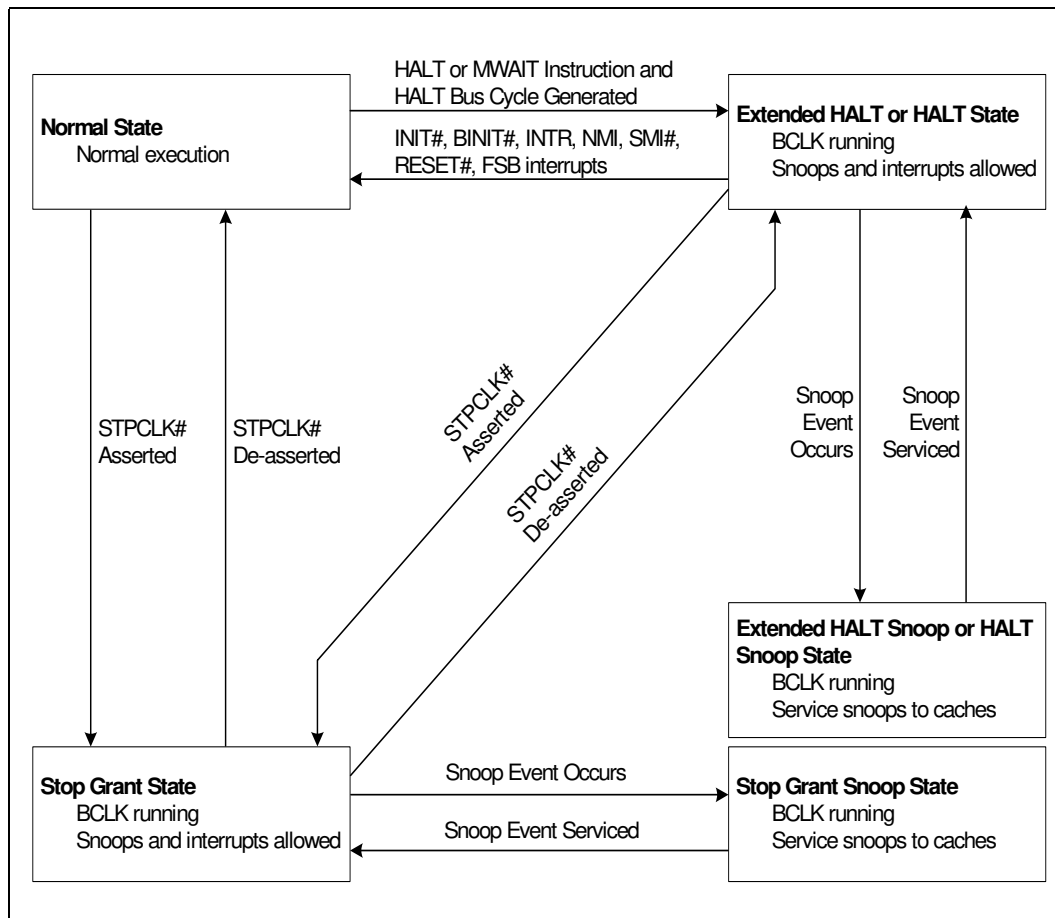 HALT or MWAIT Instruction and
HALT Bus Cycle Generated
Normal State
Normal execution
INIT#, BINIT#, INTR, NMI, SMI#,
RESET#, FSB interrupts
Extended HALT or HALT State
BCLK running
Snoops and interrupts allowed
STPCLK#
Asserted
STPCLK#
De-asserted
STPCLK#
Asserted
STPCLK#
De-asserted
Snoop
Event
Occurs
Snoop
Event
Serviced
Extended HALT Snoop or HALT
Snoop State
BCLK running
Service snoops to caches
Stop Grant State
BCLK running
Snoops and interrupts allowed
Snoop Event Occurs
Snoop Event Serviced
Stop Grant Snoop State
BCLK running
Service snoops to caches